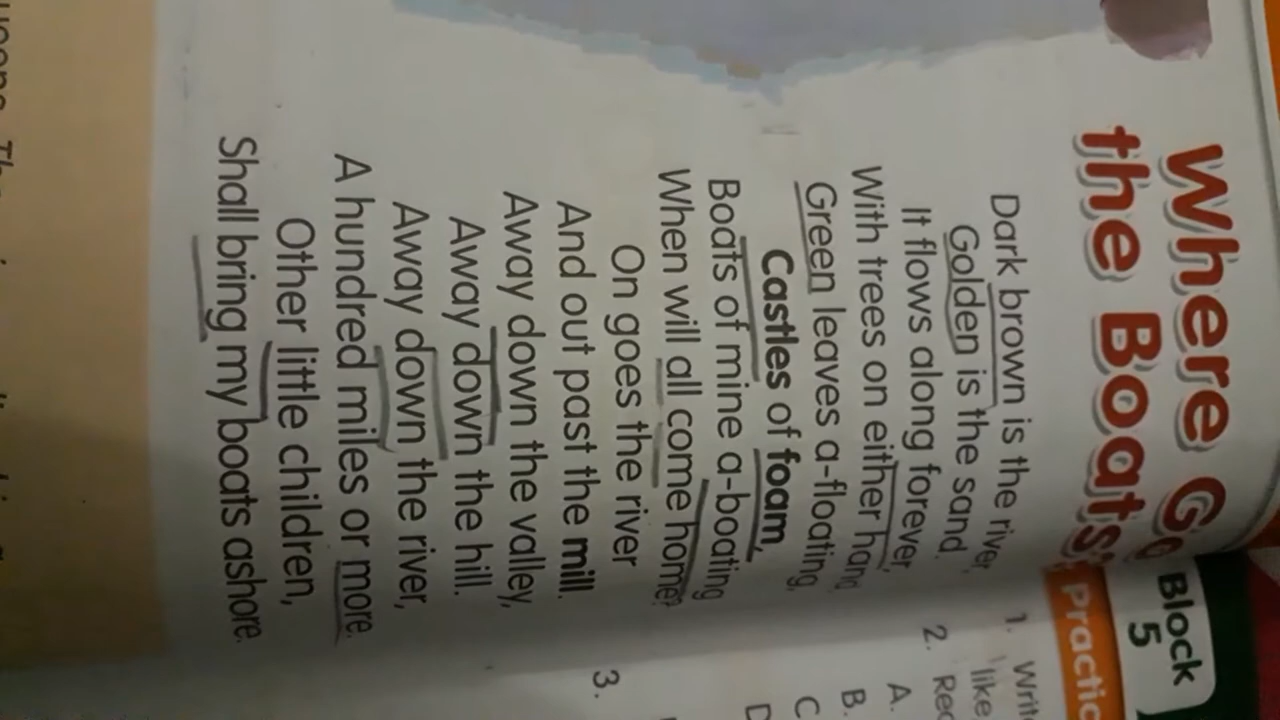 Where Go
the Boats?
Dark brown is the river,
Golden is the sand.
It flows along forever,
With trees on either hand
Green leaves a-floating,
Castles of foam,
Boats of mine a-boating
When will all come home?
On goes the river
And out past the mill.
Away down the valley,
Away down the hill.
Away down the river,
A hundred miles or more.
Other little children,
Shall bring my boats ashore.
Block
5
Practic
1. Write
like
2. Rec
A.
B.
C
D
3.